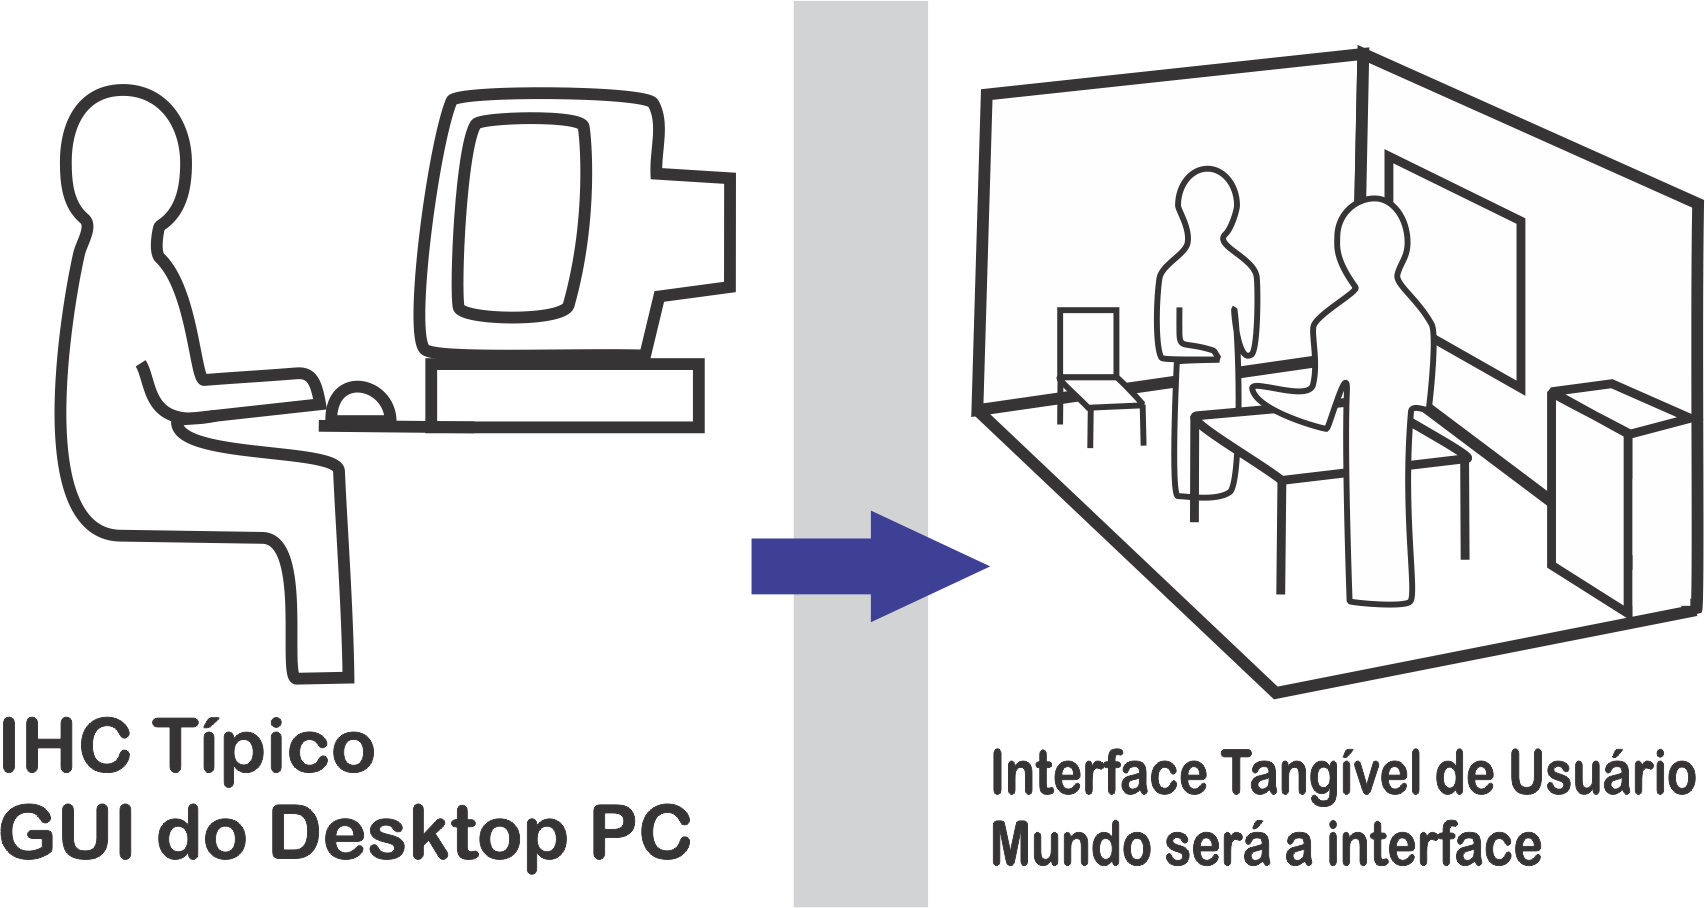 IHC Típico
GUI do Desktop PC
Interface Tangível de Usuário
Mundo será a interface